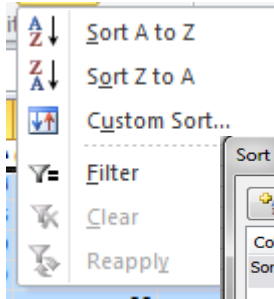 Sort A to Z
Sort Z to A
Custom Sort...
Sort
Filter
Clear
Reapply